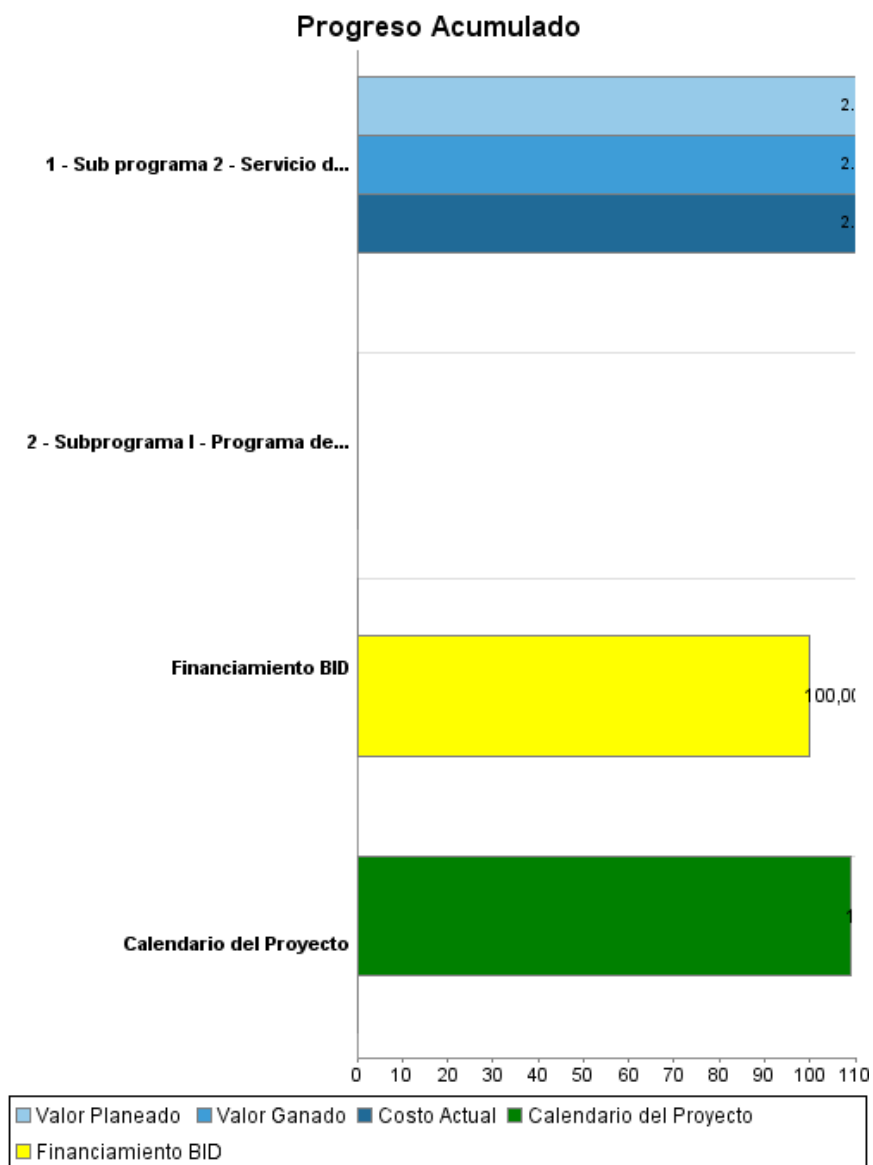 Progreso Acumulado
2.
1 - Sub programa 2 - Servicio d...
2.
2.
2 - Subprograma I - Programa de...
Financiamiento BID
100,00
1
Calendario del Proyecto
0 10 20 30 40 50 60 70 80 90 100 110
Valor Planeado Valor Ganado Costo Actual Calendario del Proyecto
Financiamiento BID